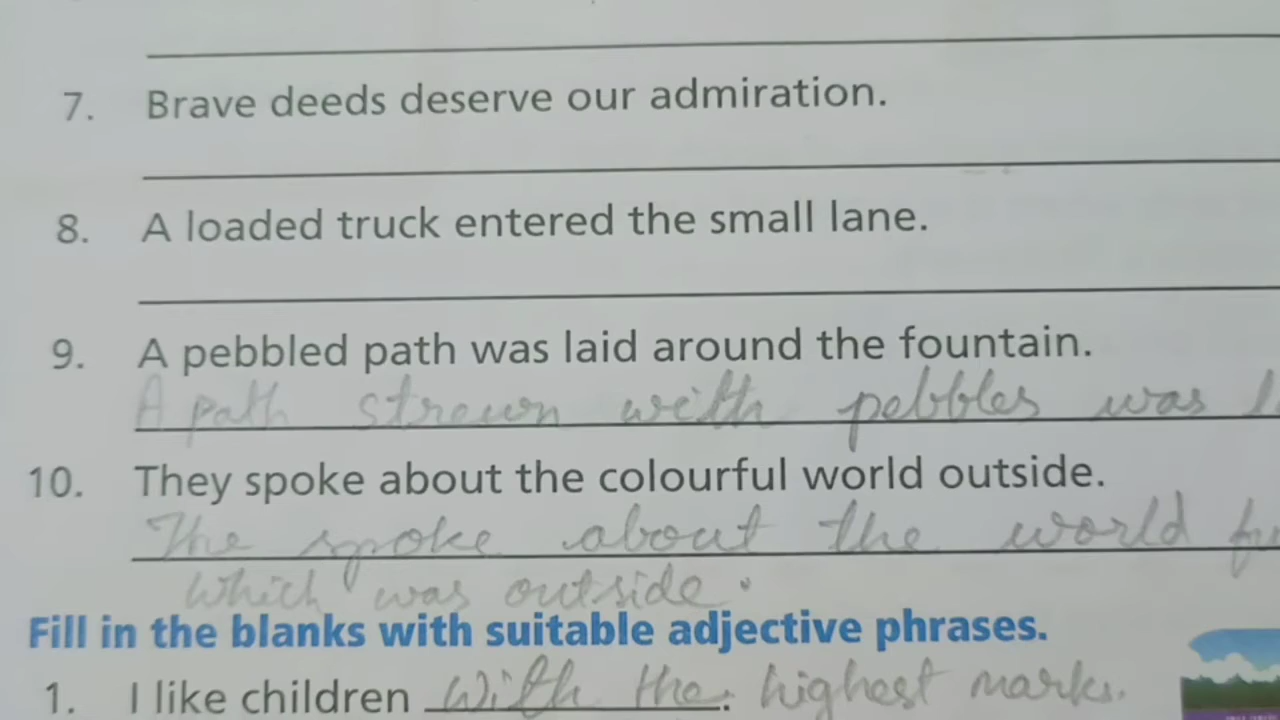 7. Brave deeds deserve our admiration.
8. A loaded truck entered the small lane.
9. A pebbled path was laid around the fountain.
A path strewn with pebbles was
10. They spoke about the colourful world outside.
The spoke about the world
which was outside.
Fill in the blanks with suitable adjective phrases.
1. I like children with the highest marks.